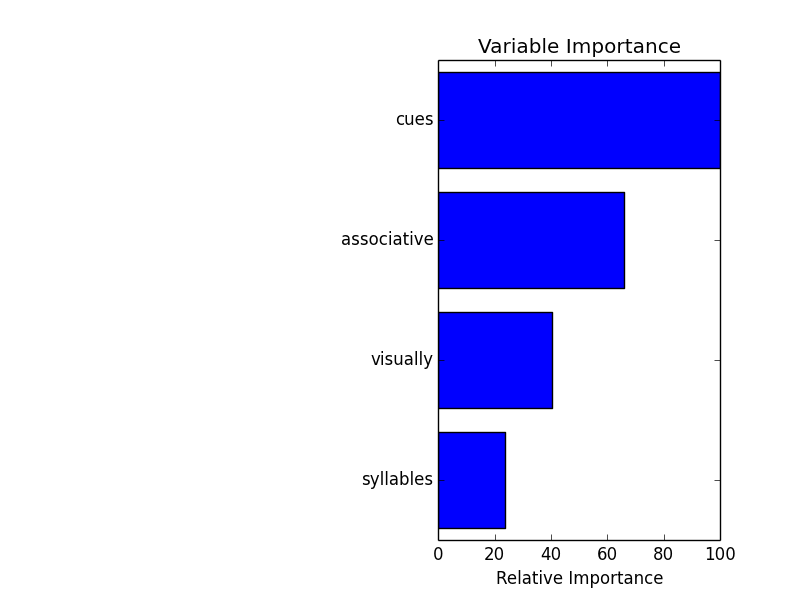 Variable Importance
cues
associative
visually
syllables
0 20 40 60 80 100
Relative Importance